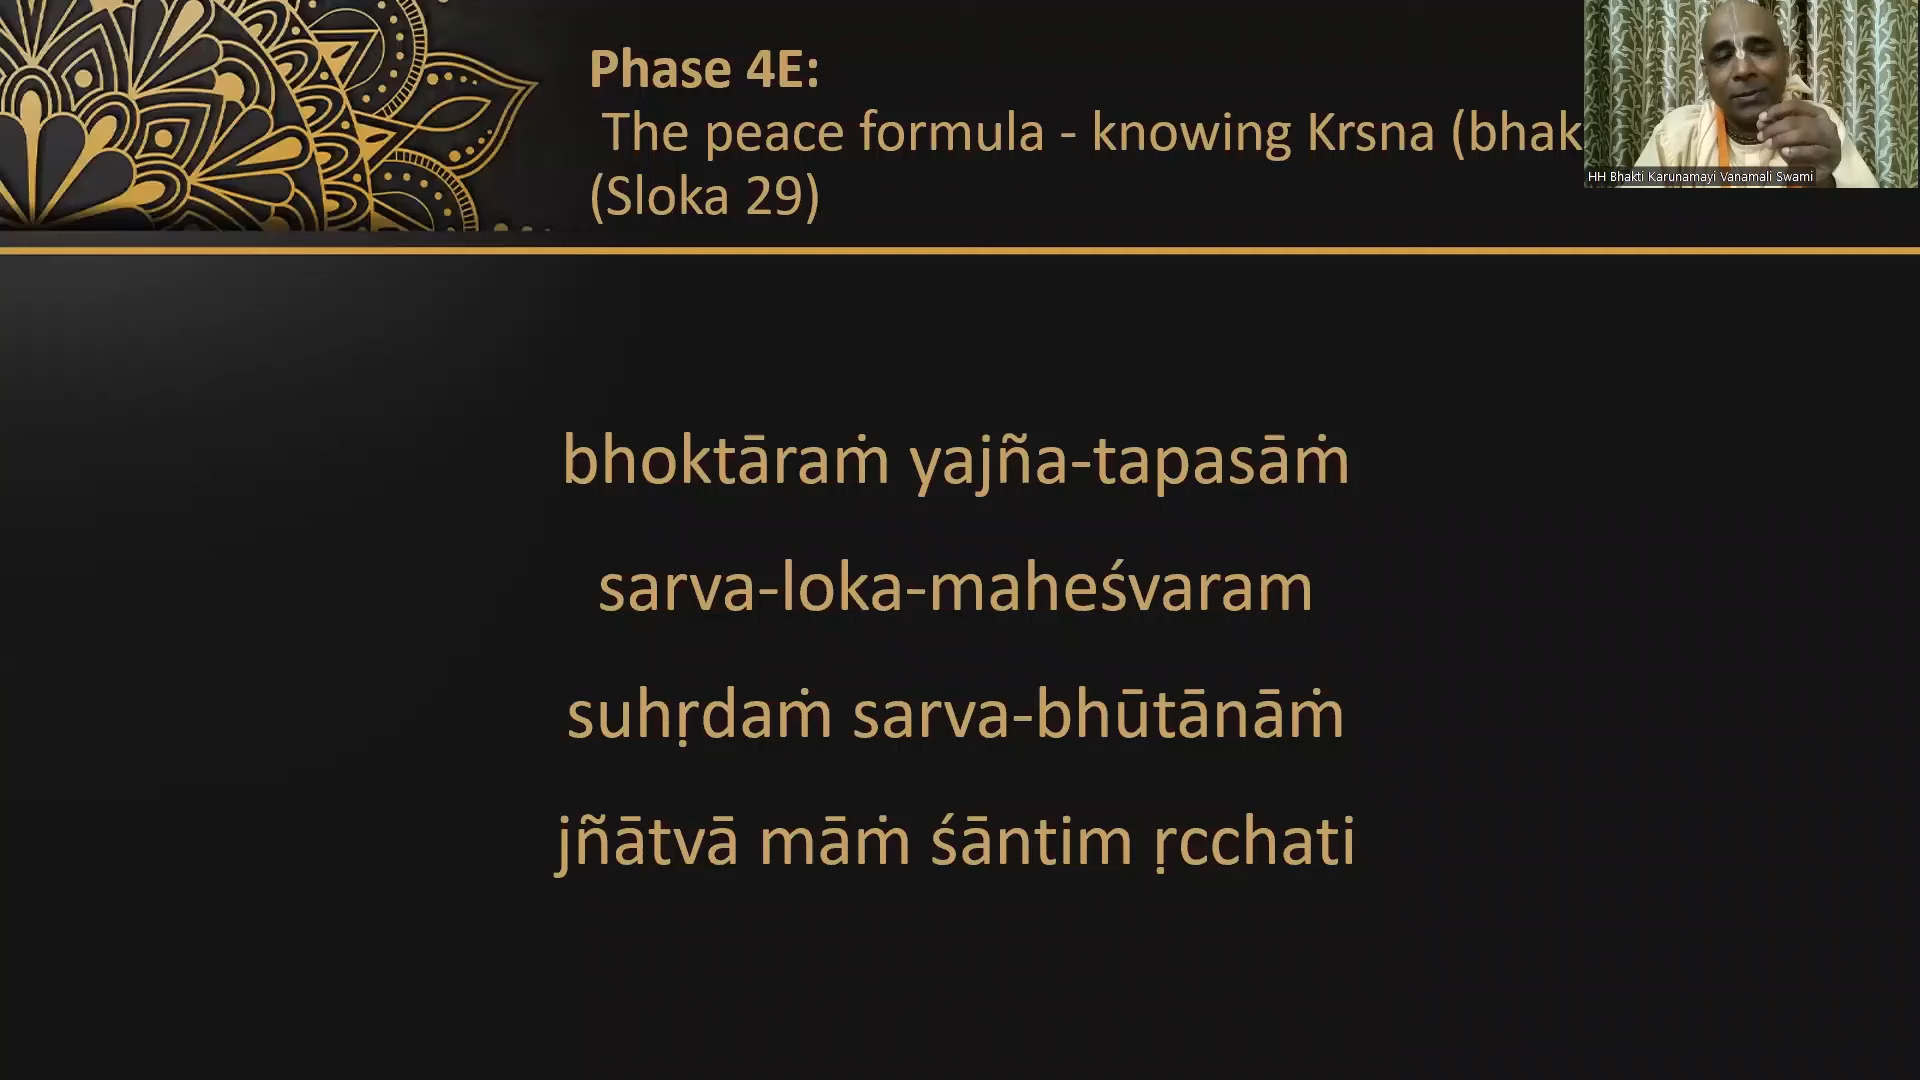 Phase 4E:
The peace formula - knowing Krsna (bhak
(Sloka 29)
HH Bhakti Karunamayi Vanamali Swami
bhoktāraṁ yajña-tapasāṁ
sarva-loka-maheśvaram
suhṛdaṁ sarva-bhūtānāṁ
jñātvā māṁ śāntim ṛcchati